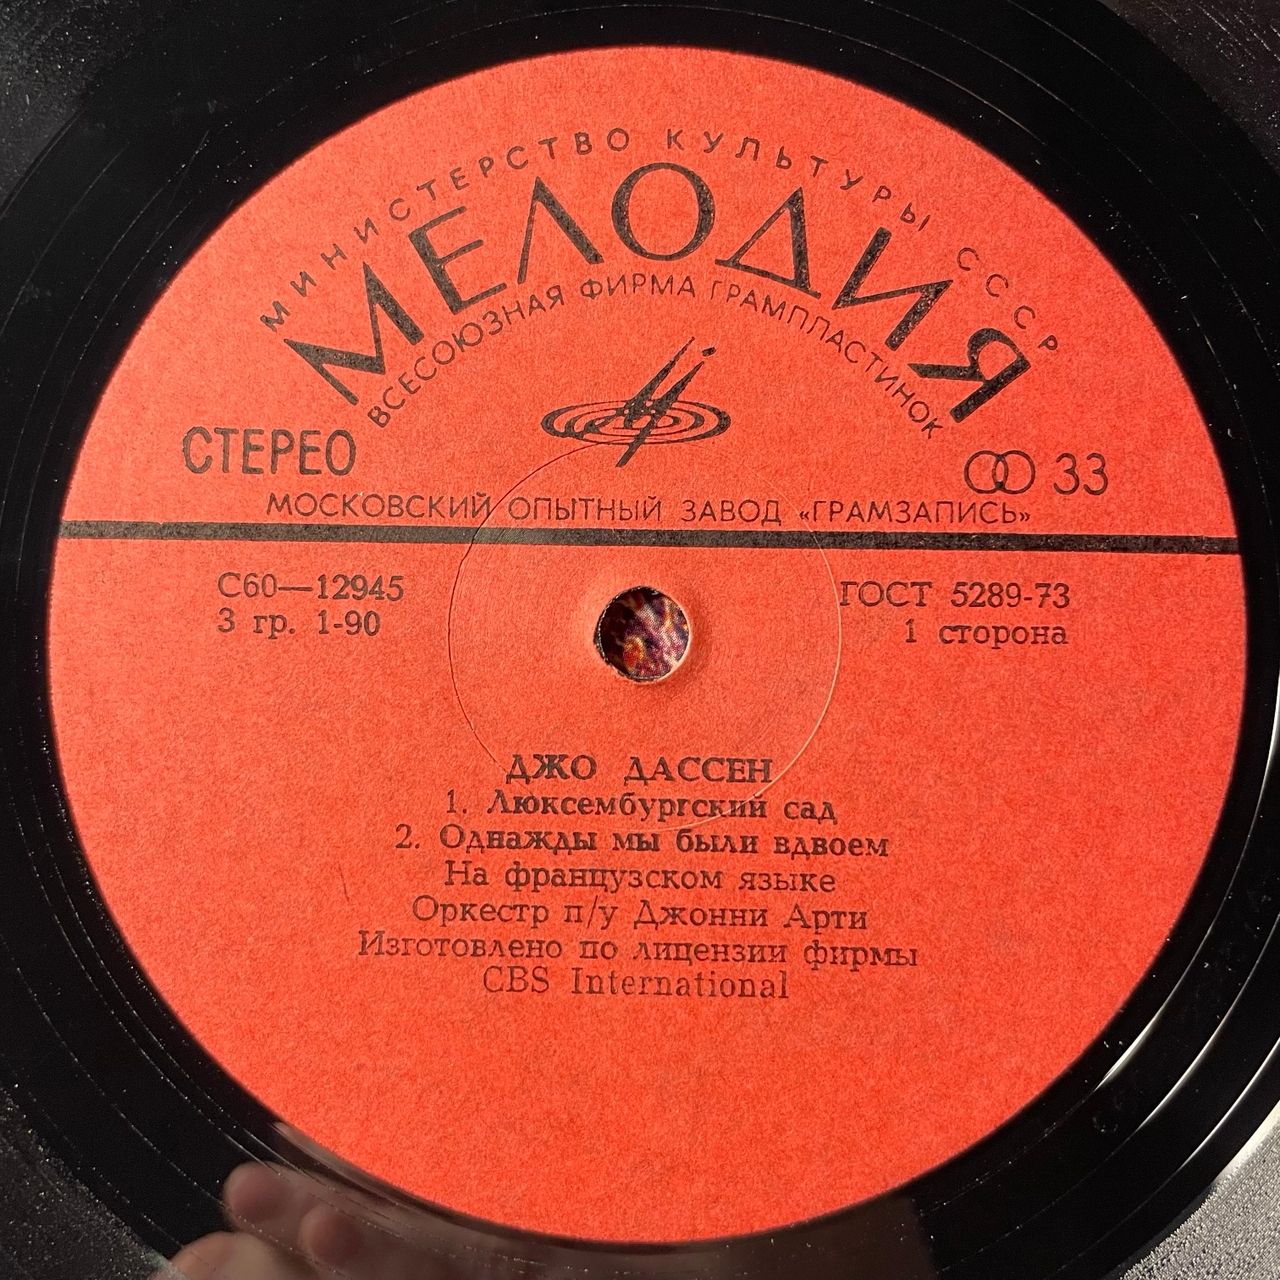 МИНИСТЕРСТВО КУЛЬТУРЫ СССР
МЕЛОДИЯ
ВСЕСОЮЗНАЯ ФИРМА ГРАМПЛАСТИНОК
СТЕРЕО
33
МОСКОВСКИЙ ОПЫТНЫЙ ЗАВОД «ГРАМЗАПИСЬ»
С60—12945
ГОСТ 5289-73
3 гр. 1-90
1 сторона
ДЖО ДАССЕН
1. Люксембургский сад
2. Однажды мы были вдвоем
На французском языке
Оркестр п/у Джонни Арти
Изготовлено по лицензии фирмы
CBS International